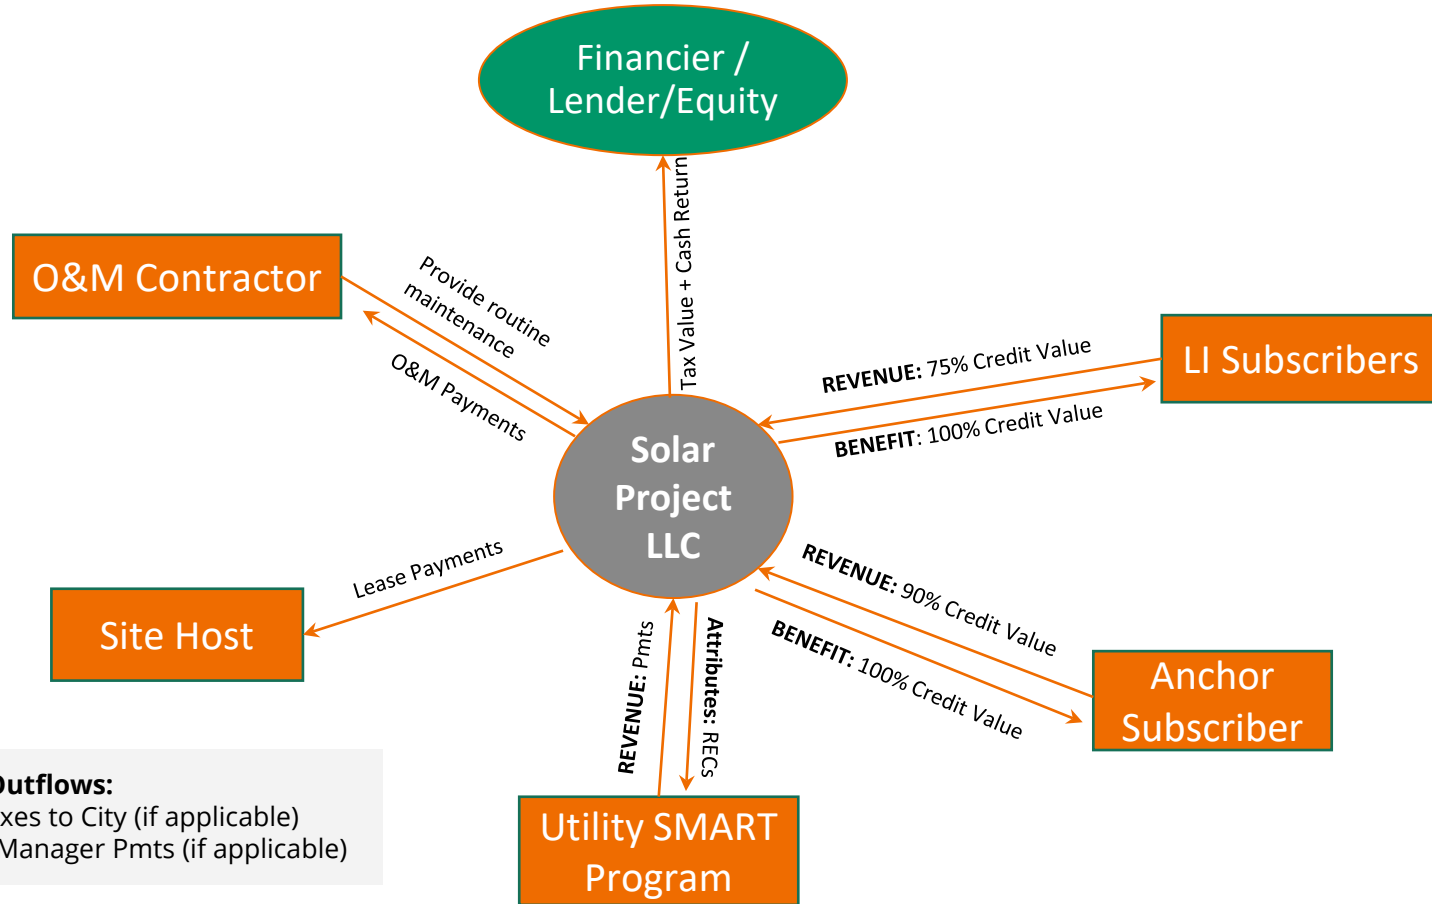 Financier /
Lender/Equity
Tax Value + Cash Return
O&M Contractor
Provide routine
maintenance
O&M Payments
REVENUE: 75% Credit Value
BENEFIT: 100% Credit Value
LI Subscribers
Solar
Project
LLC
Lease Payments
Site Host
REVENUE: 90% Credit Value
BENEFIT: 100% Credit Value
Anchor
Subscriber
REVENUE: Pmts
Attributes: RECs
Utility SMART
Program
Outflows:
xes to City (if applicable)
Manager Pmts (if applicable)